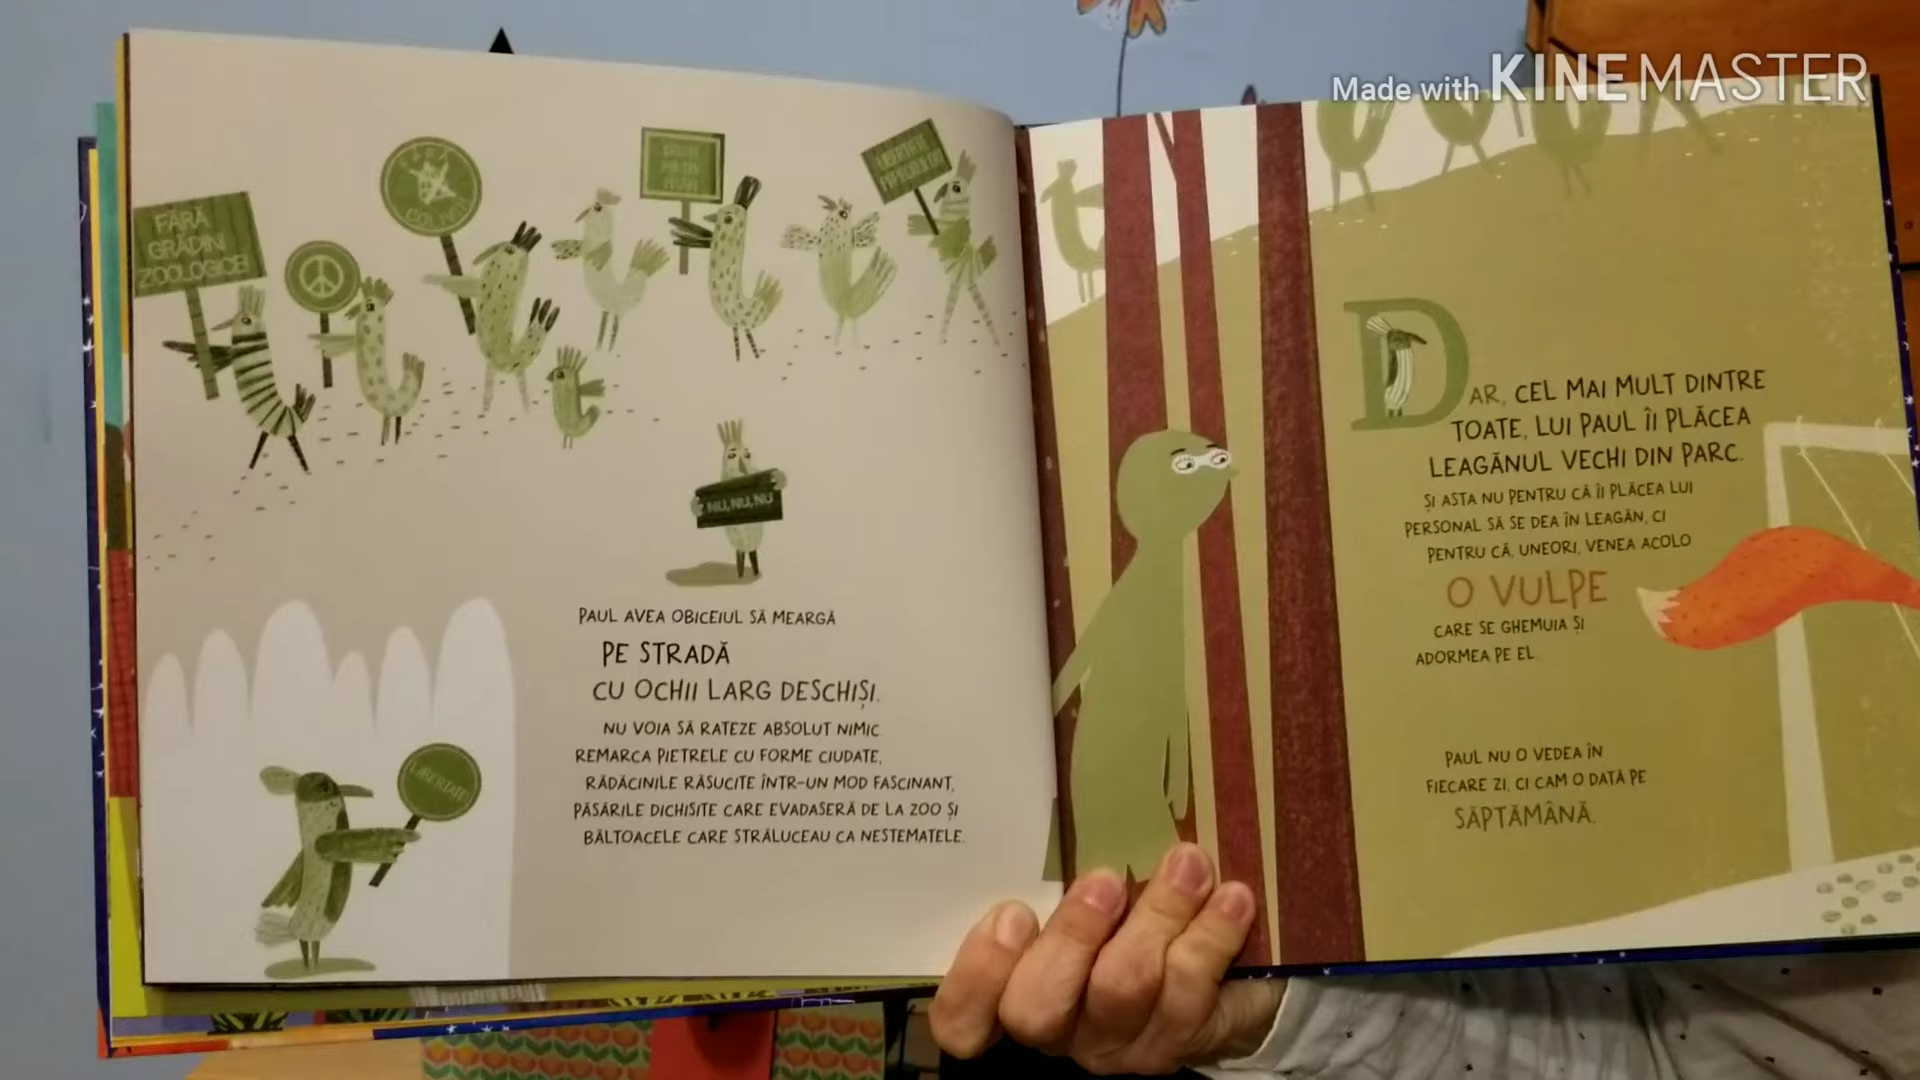 Made with KINEMASTER
FĂRĂ
GRĂDIN
ZOOLOGICE!
FĂRĂ
COLIVII
LIBERTATE
NU, NU, NU
LIBERTATE!
PAUL AVEA OBICEIUL SĂ MEARGĂ
PE STRADĂ
CU OCHII LARG DESCHIȘI.
NU VOIA SĂ RATEZE ABSOLUT NIMIC.
REMARCA PIETRELE CU FORME CIUDATE,
RĂDĂCINILE RĂSUCITE ÎNTR-UN MOD FASCINANT,
PĂSĂRILE DICHISITE CARE EVADASERĂ DE LA ZOO ȘI
BĂLTOACELE CARE STRĂLUCEAU CA NESTEMATELE.
DAR, CEL MAI MULT DINTRE
TOATE, LUI PAUL ÎI PLĂCEA
LEAGĂNUL VECHI DIN PARC.
ȘI ASTA NU PENTRU CĂ ÎI PLĂCEA LUI
PERSONAL SĂ SE DEA ÎN LEAGĂN, CI
PENTRU CĂ, UNEORI, VENEA ACOLO
O VULPE
CARE SE GHEMUIA ȘI
ADORMEA PE EL.
PAUL NU O VEDEA ÎN
FIECARE ZI, CI CAM O DATĂ PE
SĂPTĂMÂNĂ.